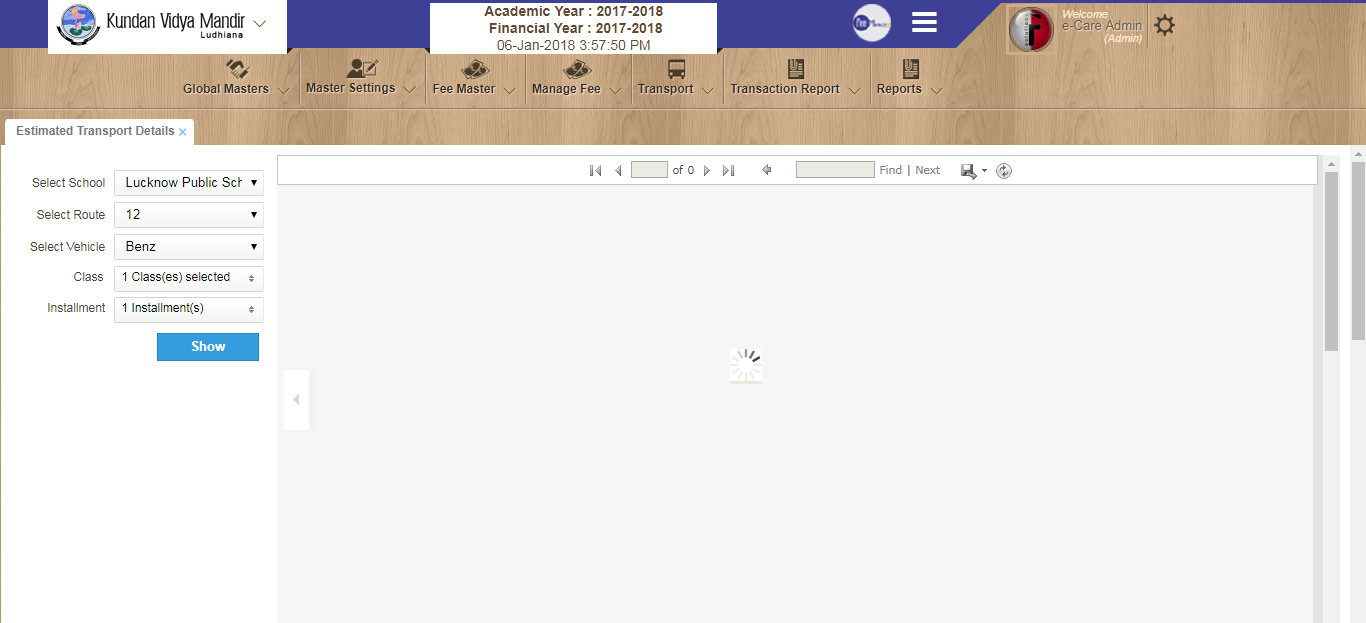 Kundan Vidya Mandir
Ludhiana
Academic Year : 2017-2018
Financial Year : 2017-2018
06-Jan-2018 3:57:50 PM
Welcome
e-Care Admin
(Admin)
Global Masters
Master Settings
Fee Master
Manage Fee
Transport
Transaction Report
Reports
Estimated Transport Details ×
Select School Lucknow Public Sch
Select Route 12
Select Vehicle Benz
Class 1 Class(es) selected
Installment 1 Installment(s)
Show
of 0
Find | Next